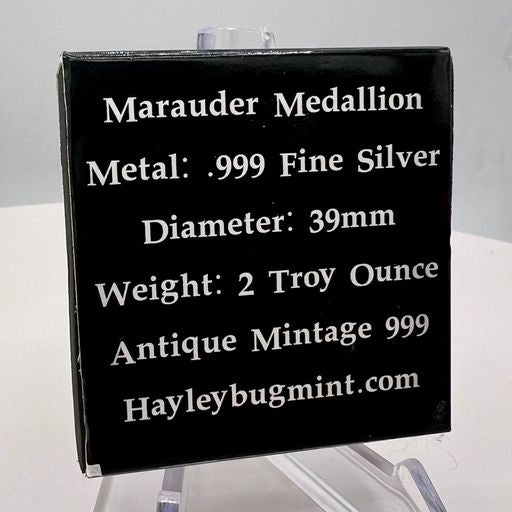 Marauder Medallion
Metal: .999 Fine Silver
Diameter: 39mm
Weight: 2 Troy Ounce
Antique Mintage 999
Hayleybugmint.com